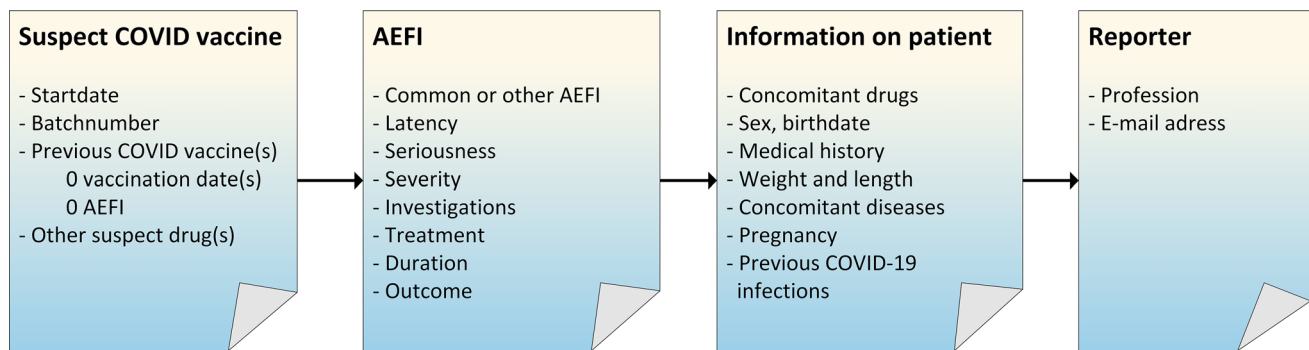 Suspect COVID vaccine
- Startdate
- Batchnumber
- Previous COVID vaccine(s)
0 vaccination date(s)
0 AEFI
- Other suspect drug(s)
AEFI
- Common or other AEFI
- Latency
- Seriousness
- Severity
- Investigations
- Treatment
- Duration
- Outcome
Information on patient
- Concomitant drugs
- Sex, birthdate
- Medical history
- Weight and length
- Concomitant diseases
- Pregnancy
- Previous COVID-19
infections
Reporter
- Profession
- E-mail adress